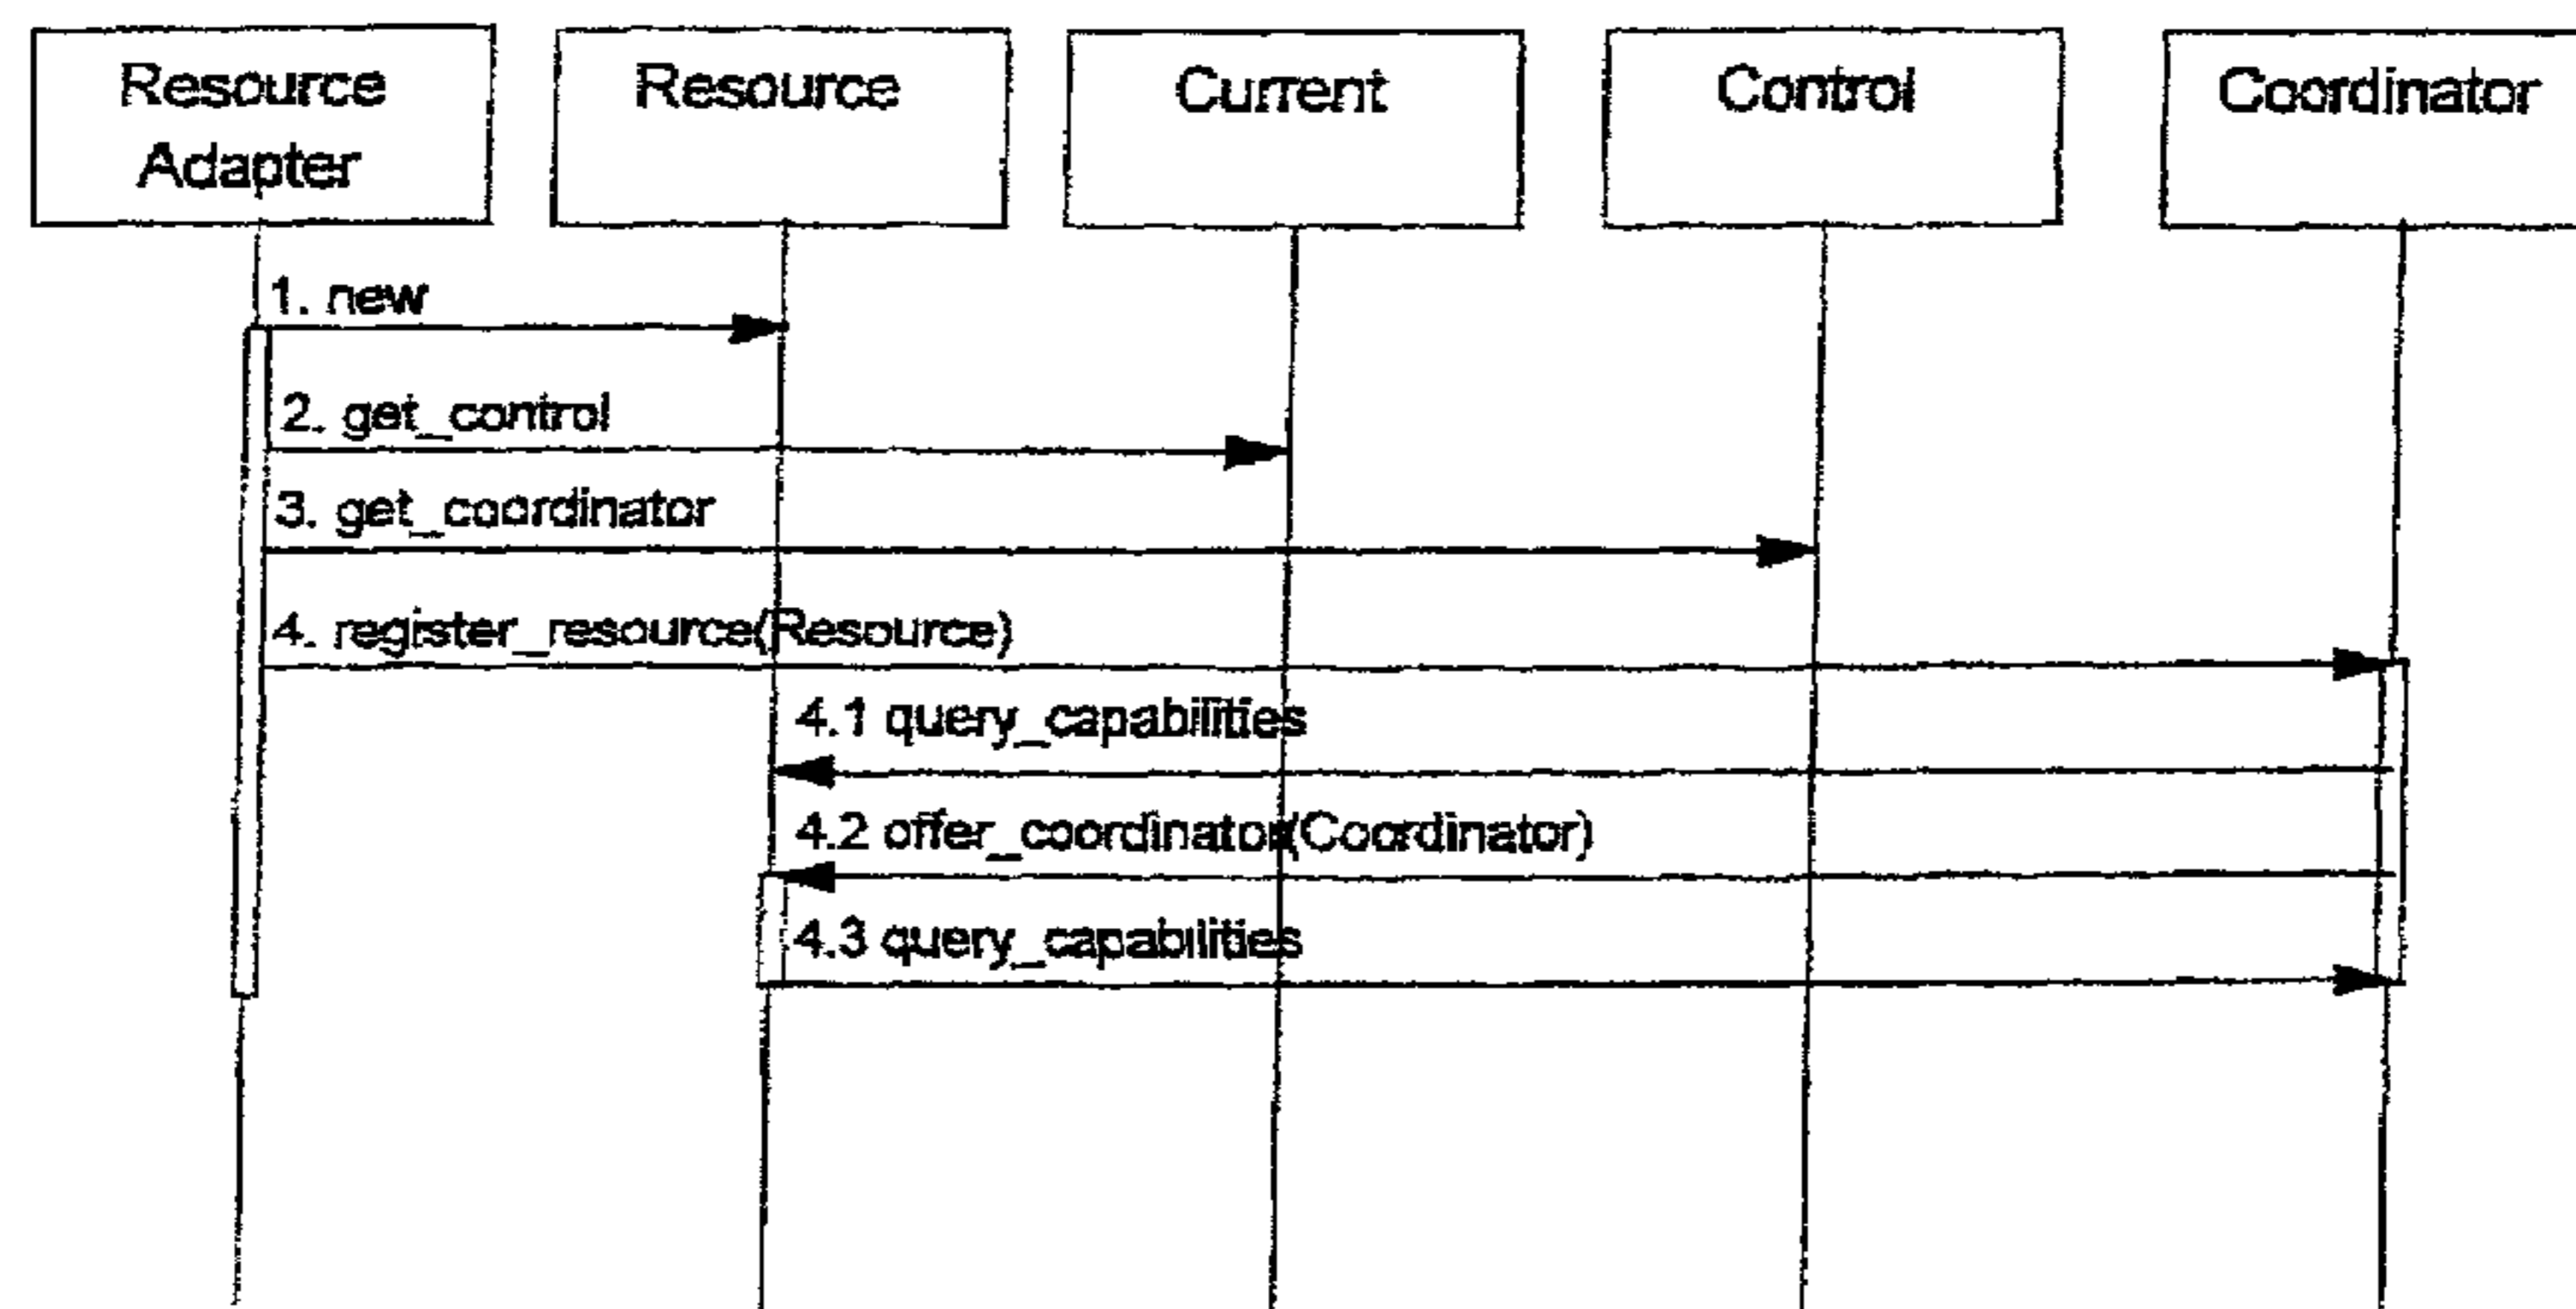 Resource
Adapter
Resource
Current
Control
Coordinator
1. new
2. get_control
3. get_coordinator
4. register_resource(Resource)
4.1 query_capabilities
4.2 offer_coordinator(Coordinator)
4.3 query_capabilities